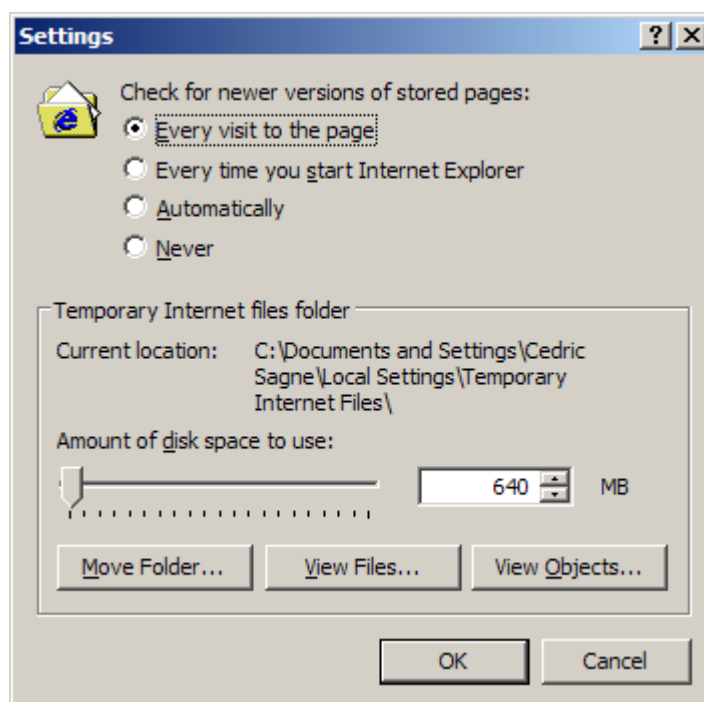 Settings
Check for newer versions of stored pages:
Every visit to the page
Every time you start Internet Explorer
Automatically
Never
Temporary Internet files folder
Current location: C:\Documents and Settings\Cedric
Sagne\Local Settings\Temporary
Internet Files\
Amount of disk space to use:
640 MB
Move Folder... View Files... View Objects...
OK Cancel